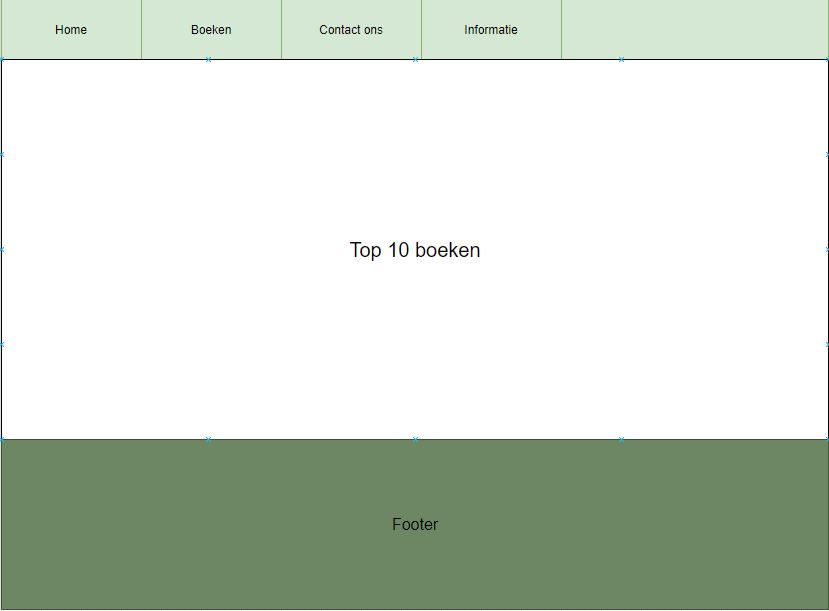 Home
Boeken
Contact ons
Informatie
Top 10 boeken
Footer